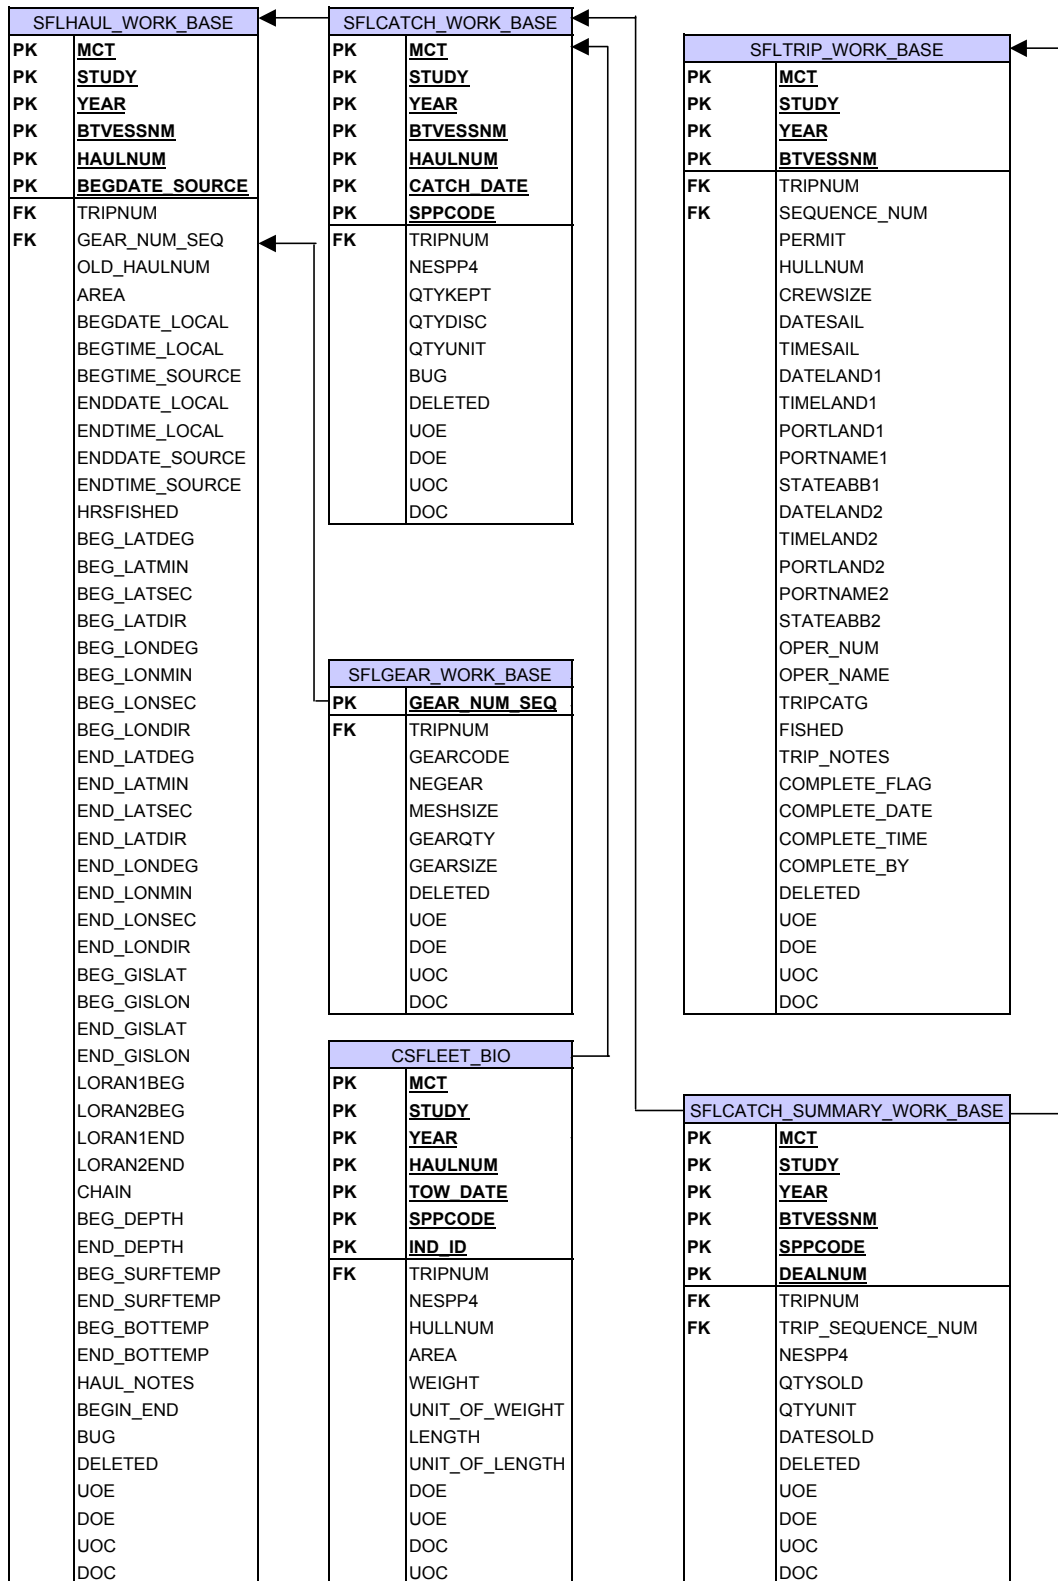 SFLHAUL_WORK_BASE
PK MCT
PK STUDY
PK YEAR
PK BTVESSNM
PK HAULNUM
PK BEGDATE_SOURCE
FK TRIPNUM
FK GEAR_NUM_SEQ
OLD_HAULNUM
AREA
BEGDATE_LOCAL
BEGTIME_LOCAL
BEGTIME_SOURCE
ENDDATE_LOCAL
ENDTIME_LOCAL
ENDDATE_SOURCE
ENDTIME_SOURCE
HRSFISHED
BEG_LATDEG
BEG_LATMIN
BEG_LATSEC
BEG_LATDIR
BEG_LONDEG
BEG_LONMIN
BEG_LONSEC
BEG_LONDIR
END_LATDEG
END_LATMIN
END_LATSEC
END_LATDIR
END_LONDEG
END_LONMIN
END_LONSEC
END_LONDIR
BEG_GISLAT
BEG_GISLON
END_GISLAT
END_GISLON
LORAN1BEG
LORAN2BEG
LORAN1END
LORAN2END
CHAIN
BEG_DEPTH
END_DEPTH
BEG_SURFTEMP
END_SURFTEMP
BEG_BOTTEMP
END_BOTTEMP
HAUL_NOTES
BEGIN_END
BUG
DELETED
UOE
DOE
UOC
DOC
SFLCATCH_WORK_BASE
PK MCT
PK STUDY
PK YEAR
PK BTVESSNM
PK HAULNUM
PK CATCH_DATE
PK SPPCODE
FK TRIPNUM
NESPP4
QTYKEPT
QTYDISC
QTYUNIT
BUG
DELETED
UOE
DOE
UOC
DOC
SFLGEAR_WORK_BASE
PK GEAR_NUM_SEQ
FK TRIPNUM
GEARCODE
NEGEAR
MESHSIZE
GEARQTY
GEARSIZE
DELETED
UOE
DOE
UOC
DOC
CSFLEET_BIO
PK MCT
PK STUDY
PK YEAR
PK HAULNUM
PK TOW_DATE
PK SPPCODE
PK IND_ID
FK TRIPNUM
NESPP4
HULLNUM
AREA
WEIGHT
UNIT_OF_WEIGHT
LENGTH
UNIT_OF_LENGTH
DOE
UOE
DOC
UOC
SFLTRIP_WORK_BASE
PK MCT
PK STUDY
PK YEAR
PK BTVESSNM
FK TRIPNUM
FK SEQUENCE_NUM
PERMIT
HULLNUM
CREWSIZE
DATESAIL
TIMESAIL
DATELAND1
TIMELAND1
PORTLAND1
PORTNAME1
STATEABB1
DATELAND2
TIMELAND2
PORTLAND2
PORTNAME2
STATEABB2
OPER_NUM
OPER_NAME
TRIPCATG
FISHED
TRIP_NOTES
COMPLETE_FLAG
COMPLETE_DATE
COMPLETE_TIME
COMPLETE_BY
DELETED
UOE
DOE
UOC
DOC
SFLCATCH_SUMMARY_WORK_BASE
PK MCT
PK STUDY
PK YEAR
PK BTVESSNM
PK SPPCODE
PK DEALNUM
FK TRIPNUM
FK TRIP_SEQUENCE_NUM
NESPP4
QTYSOLD
QTYUNIT
DATESOLD
DELETED
UOE
DOE
UOC
DOC